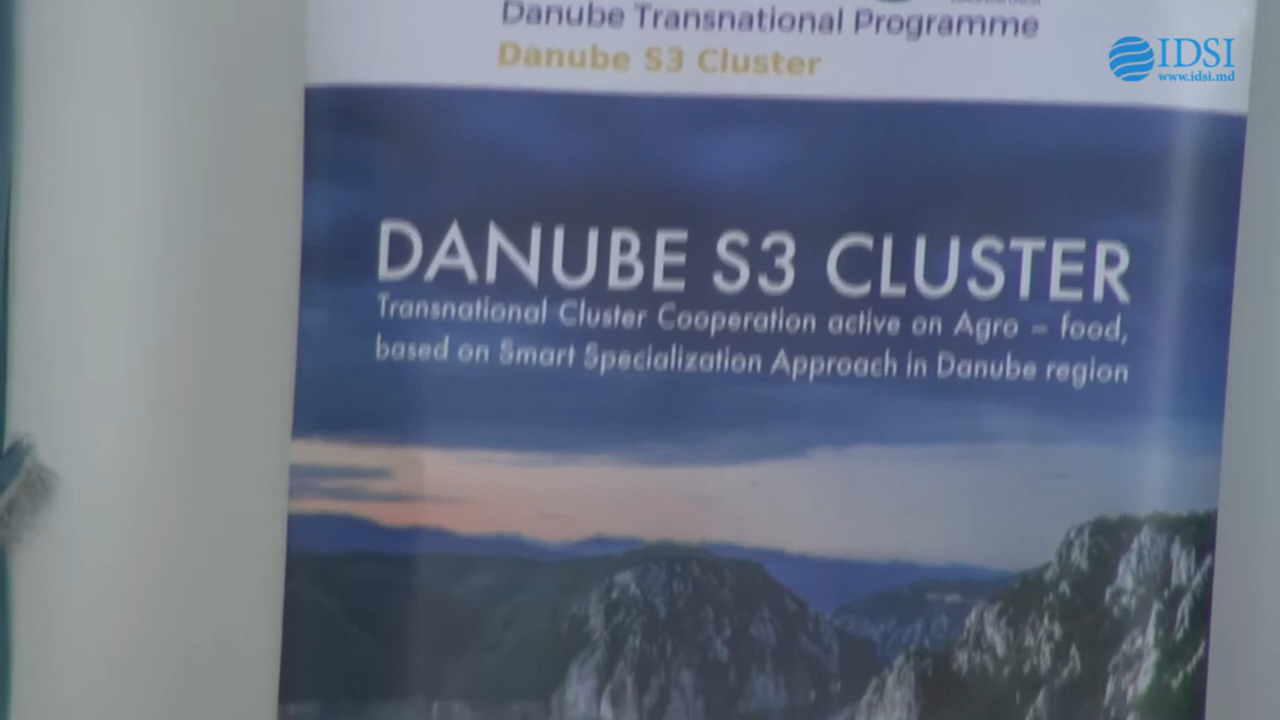 Danube Transnational Programme
Danube S3 Cluster
IDSI
www.idsi.md
DANUBE S3 CLUSTER
Transnational Cluster Cooperation active on Agro – food,
based on Smart Specialization Approach in Danube region